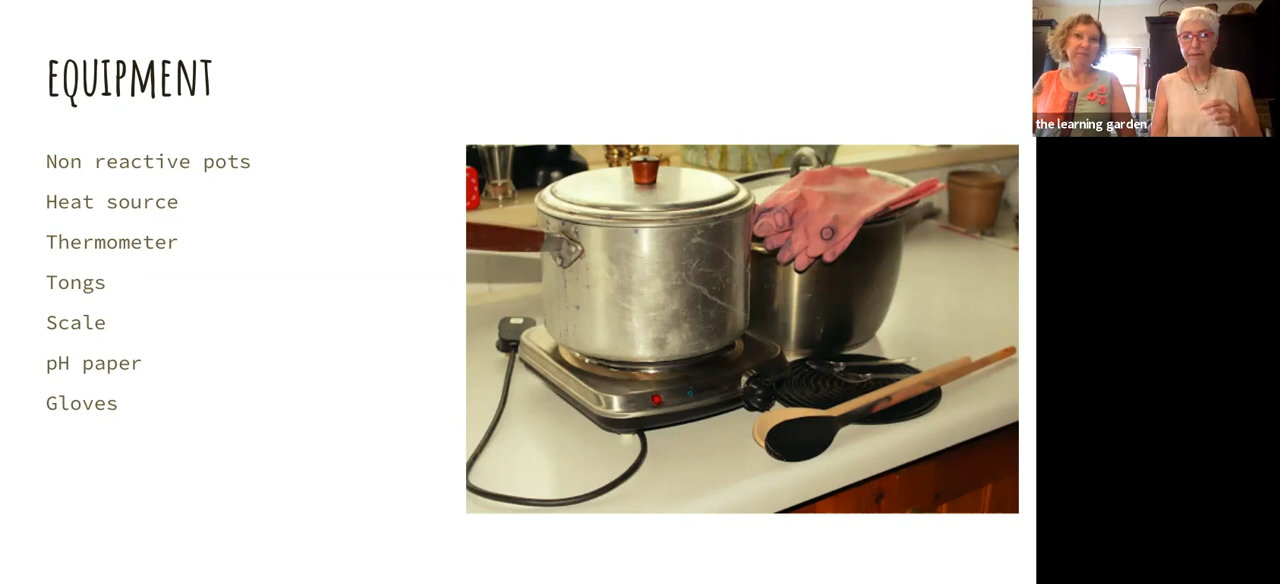 EQUIPMENT
Non reactive pots
Heat source
Thermometer
Tongs
Scale
pH paper
Gloves
the learning garden